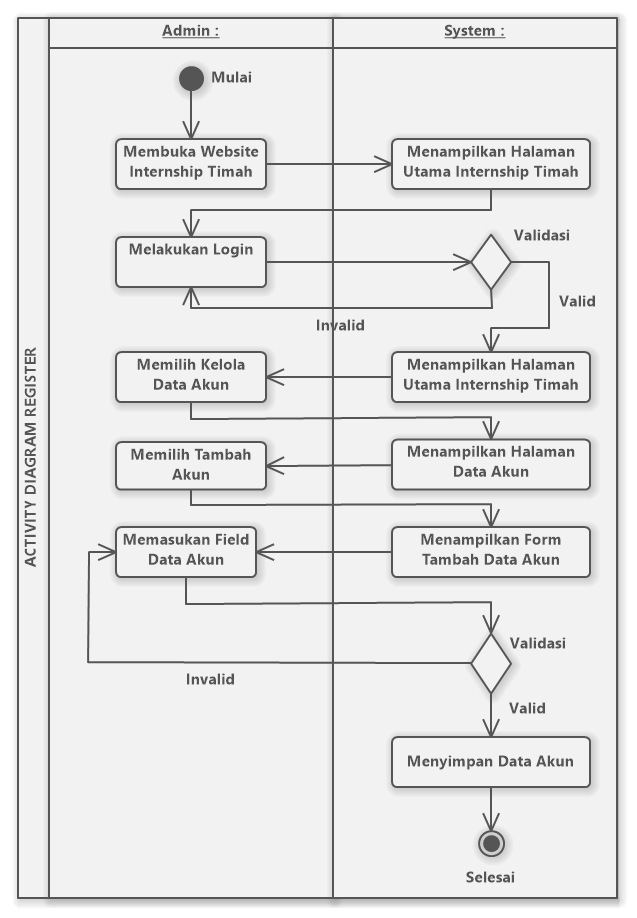 Admin :
System :
ACTIVITY DIAGRAM REGISTER
Mulai
Membuka Website
Internship Timah
Menampilkan Halaman
Utama Internship Timah
Melakukan Login
Validasi
Valid
Invalid
Menampilkan Halaman
Utama Internship Timah
Memilih Kelola
Data Akun
Menampilkan Halaman
Data Akun
Memilih Tambah
Akun
Menampilkan Form
Tambah Data Akun
Memasukan Field
Data Akun
Validasi
Invalid
Valid
Menyimpan Data Akun
Selesai